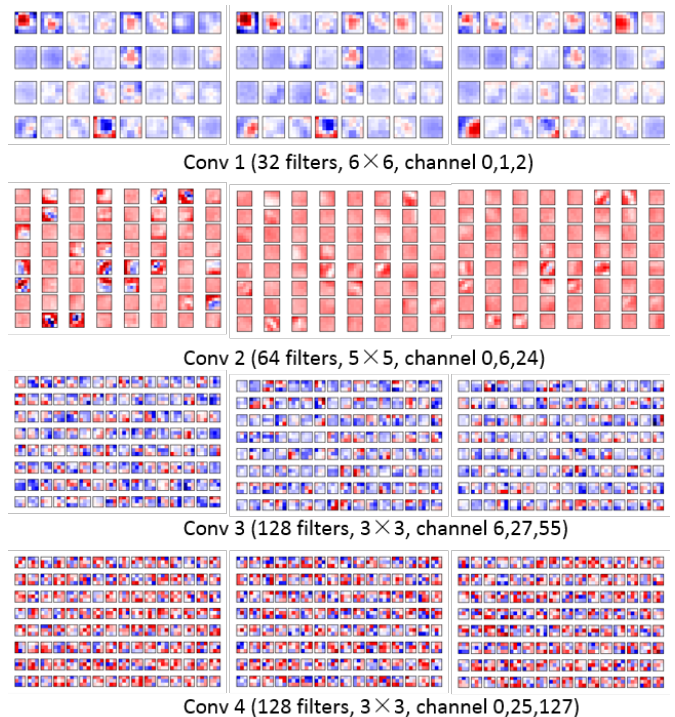 Conv 1 (32 filters, 6×6, channel 0,1,2)
Conv 2 (64 filters, 5×5, channel 0,6,24)
Conv 3 (128 filters, 3×3, channel 6,27,55)
Conv 4 (128 filters, 3×3, channel 0,25,127)